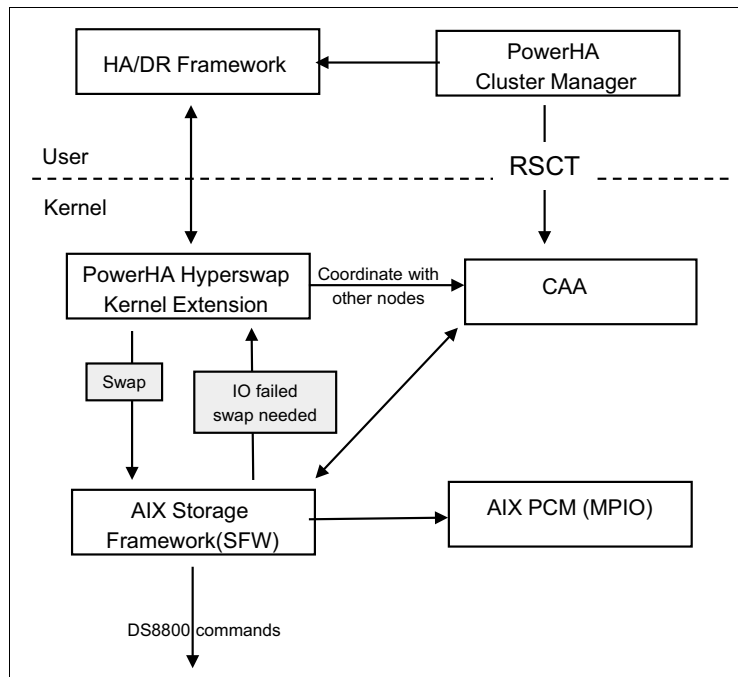 HA/DR Framework
PowerHA
Cluster Manager
User
RSCT
Kernel
PowerHA Hyperswap
Kernel Extension
Coordinate with
other nodes
CAA
Swap
IO failed
swap needed
AIX Storage
Framework(SFW)
AIX PCM (MPIO)
DS8800 commands